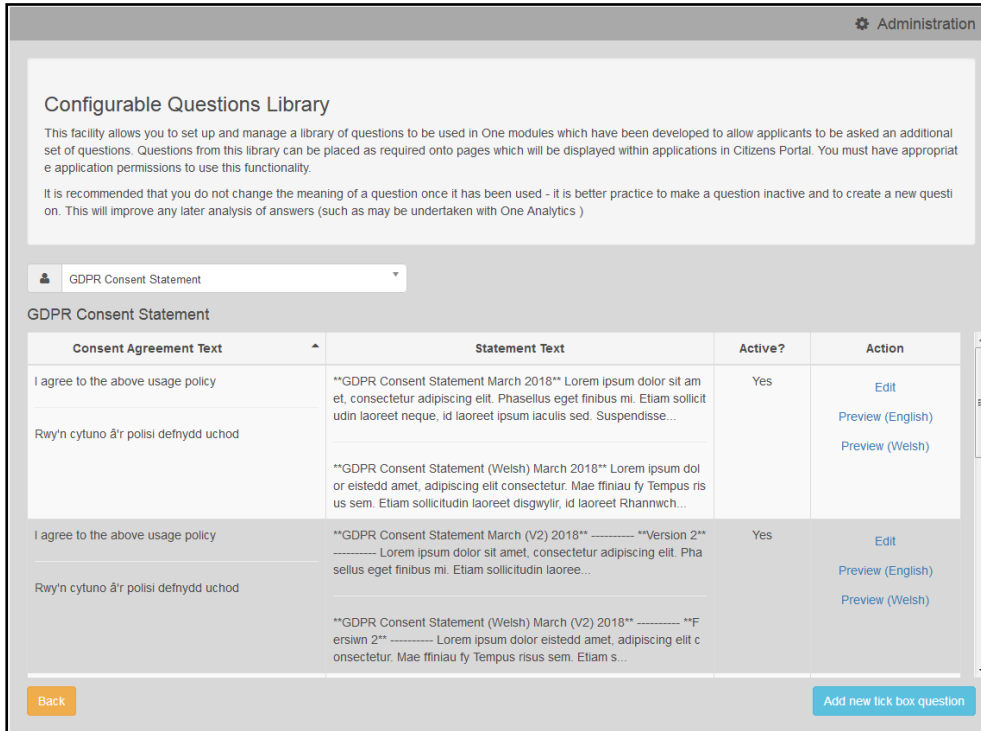 Administration
Configurable Questions Library
This facility allows you to set up and manage a library of questions to be used in One modules which have been developed to allow applicants to be asked an additional
set of questions. Questions from this library can be placed as required onto pages which will be displayed within applications in Citizens Portal. You must have appropriat
e application permissions to use this functionality.
It is recommended that you do not change the meaning of a question once it has been used - it is better practice to make a question inactive and to create a new questi
on. This will improve any later analysis of answers (such as may be undertaken with One Analytics )
GDPR Consent Statement
GDPR Consent Statement
Consent Agreement Text Statement Text Active? Action
I agree to the above usage policy
Rwy'n cytuno â'r polisi defnydd uchod
**GDPR Consent Statement March 2018** Lorem ipsum dolor sit am
et, consectetur adipiscing elit. Phasellus eget finibus mi. Etiam sollicit
udin laoreet neque, id laoreet ipsum iaculis sed. Suspendisse...
**GDPR Consent Statement (Welsh) March 2018** Lorem ipsum dol
or eistedd amet, adipiscing elit consectetur. Mae ffiniau fy Tempus ris
us sem. Etiam sollicitudin laoreet disgwylir, id laoreet Rhannwch...
Yes
Edit
Preview (English)
Preview (Welsh)
I agree to the above usage policy
Rwy'n cytuno â'r polisi defnydd uchod
**GDPR Consent Statement March (V2) 2018** ---------- **Version 2**
---------- Lorem ipsum dolor sit amet, consectetur adipiscing elit. Pha
sellus eget finibus mi. Etiam sollicitudin laoree...
**GDPR Consent Statement (Welsh) March (V2) 2018** ---------- **F
ersiwn 2** ---------- Lorem ipsum dolor eistedd amet, adipiscing elit c
onsectetur. Mae ffiniau fy Tempus risus sem. Etiam s...
Yes
Edit
Preview (English)
Preview (Welsh)
Back
Add new tick box question